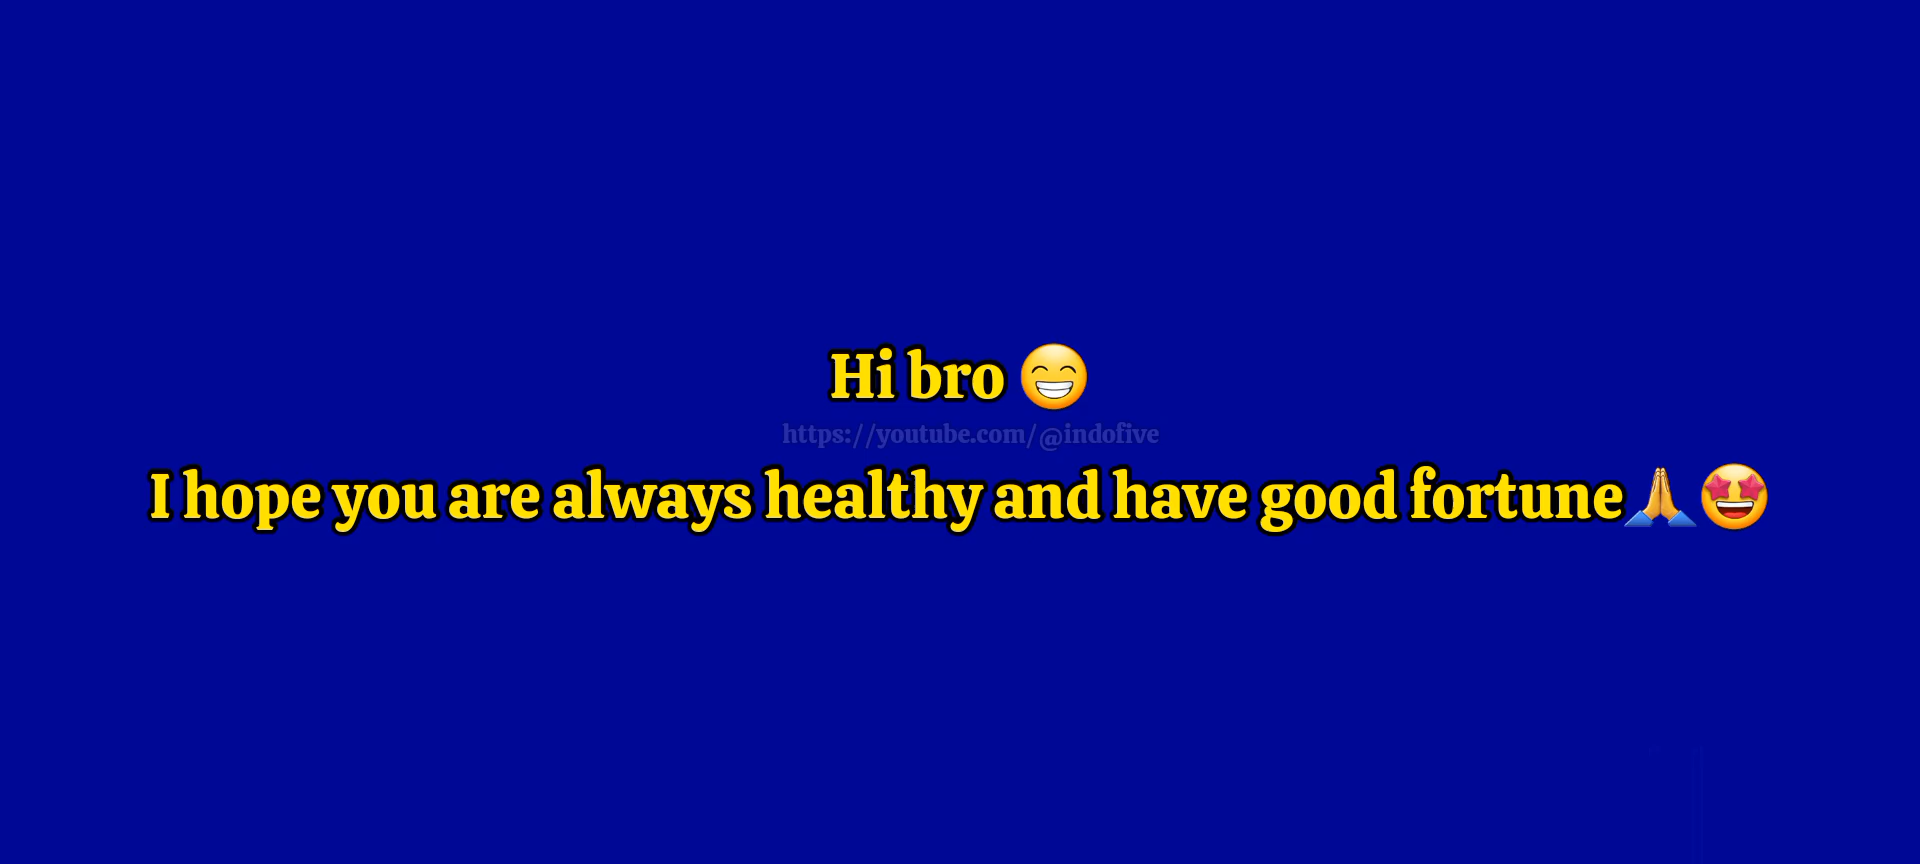 Hi bro 😁
https://youtube.com/@indofive
I hope you are always healthy and have good fortune🙏🤩